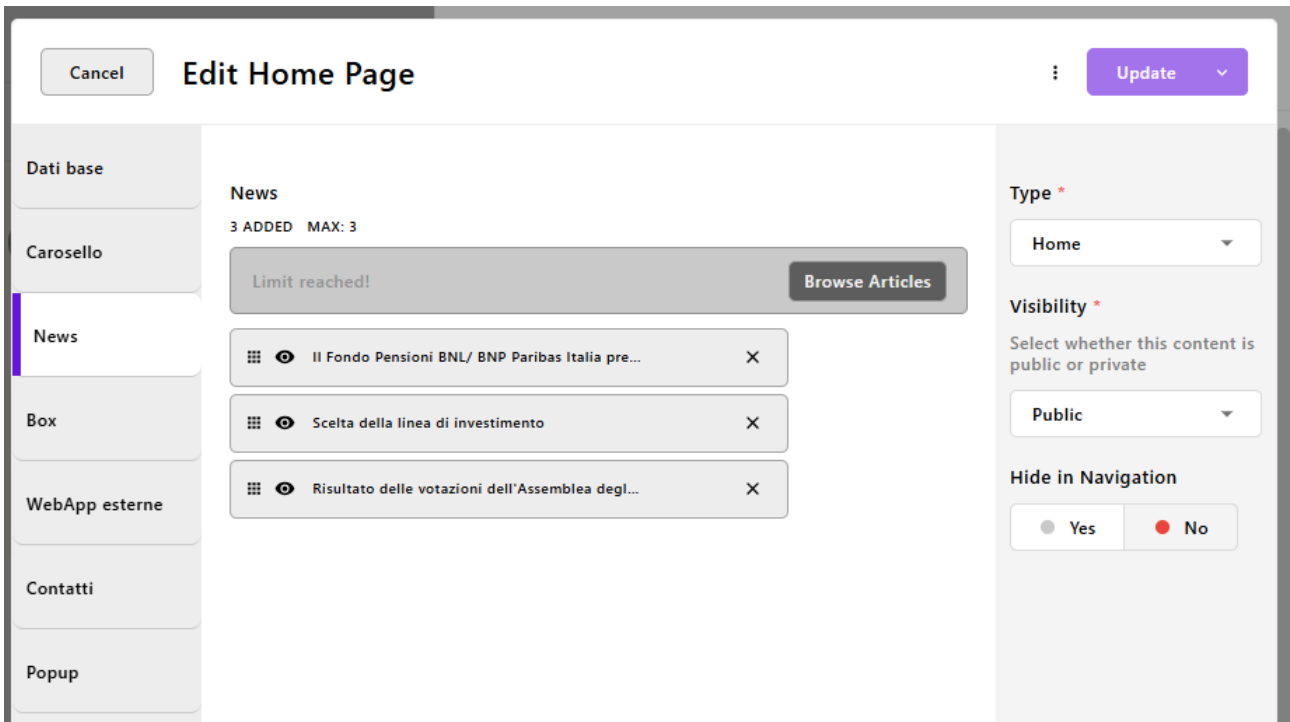 Cancel
Edit Home Page
Update
Dati base
Carosello
News
Box
WebApp esterne
Contatti
Popup
News
3 ADDED MAX: 3
Limit reached!
Browse Articles
Il Fondo Pensioni BNL/ BNP Paribas Italia pre...
Scelta della linea di investimento
Risultato delle votazioni dell'Assemblea degl...
Type *
Home
Visibility *
Select whether this content is
public or private
Public
Hide in Navigation
Yes
No